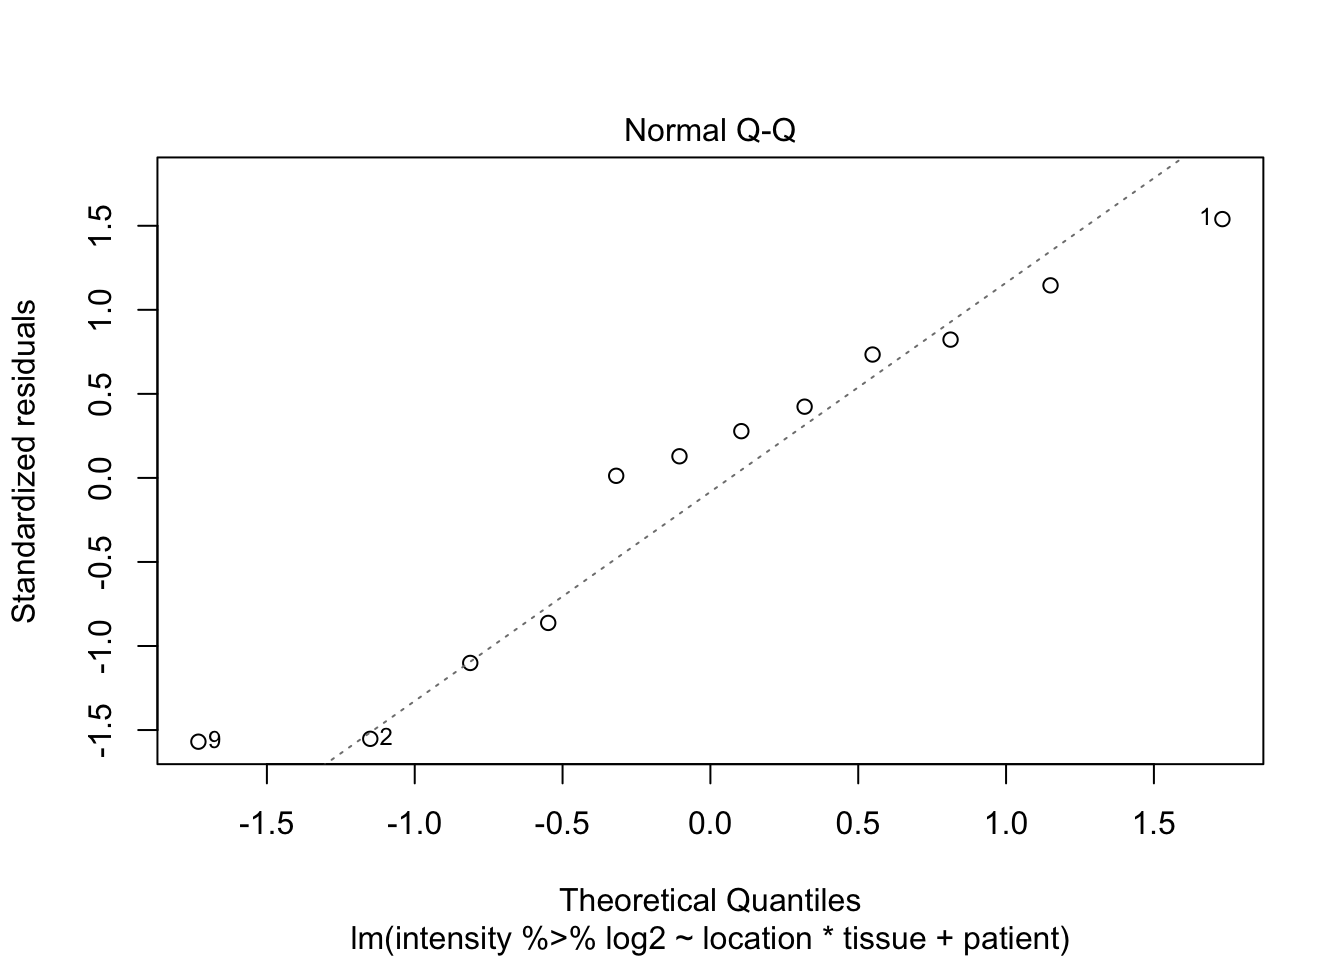 Normal Q-Q
Standardized residuals
1.5
1.0
0.5
0.0
-0.5
-1.0
-1.5
1
9
2
-1.5 -1.0 -0.5 0.0 0.5 1.0 1.5
Theoretical Quantiles
lm(intensity %>% log2 ~ location * tissue + patient)